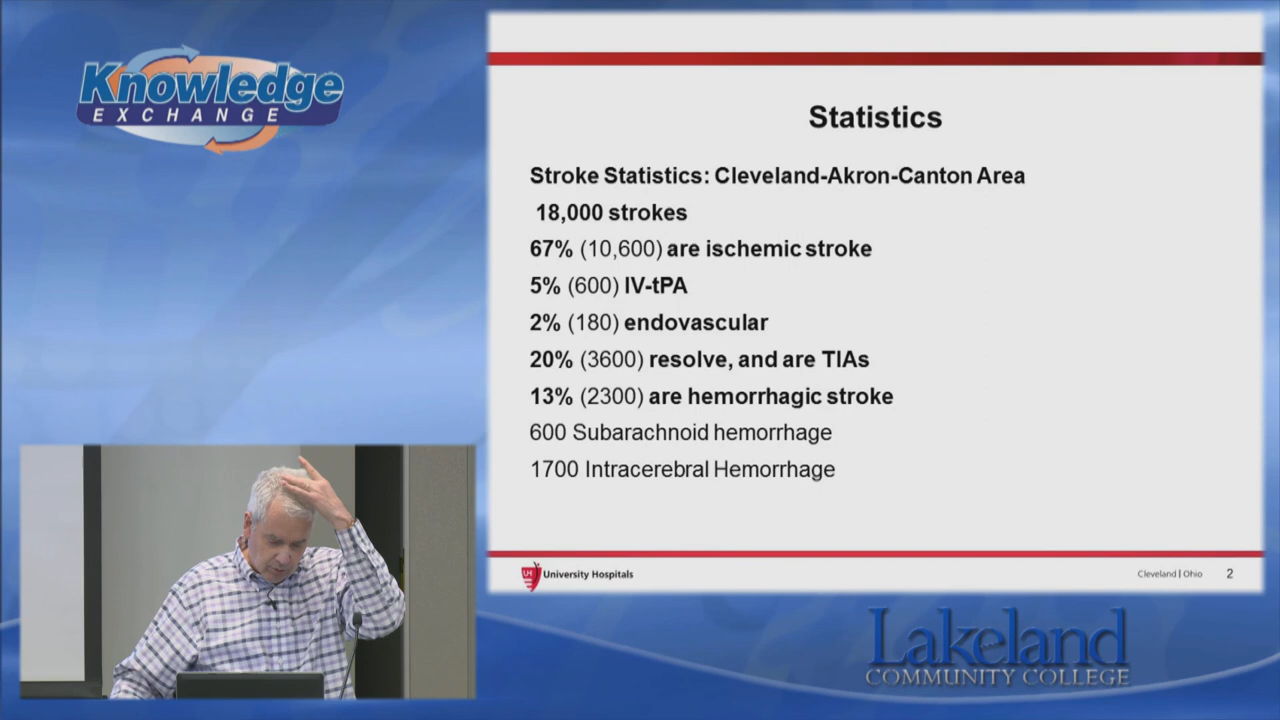 Knowledge
EXCHANGE
Statistics
Stroke Statistics: Cleveland-Akron-Canton Area
18,000 strokes
67% (10,600) are ischemic stroke
5% (600) IV-tPA
2% (180) endovascular
20% (3600) resolve, and are TIAs
13% (2300) are hemorrhagic stroke
600 Subarachnoid hemorrhage
1700 Intracerebral Hemorrhage
UH University Hospitals
Cleveland | Ohio 2
Lakeland
COMMUNITY COLLEGE